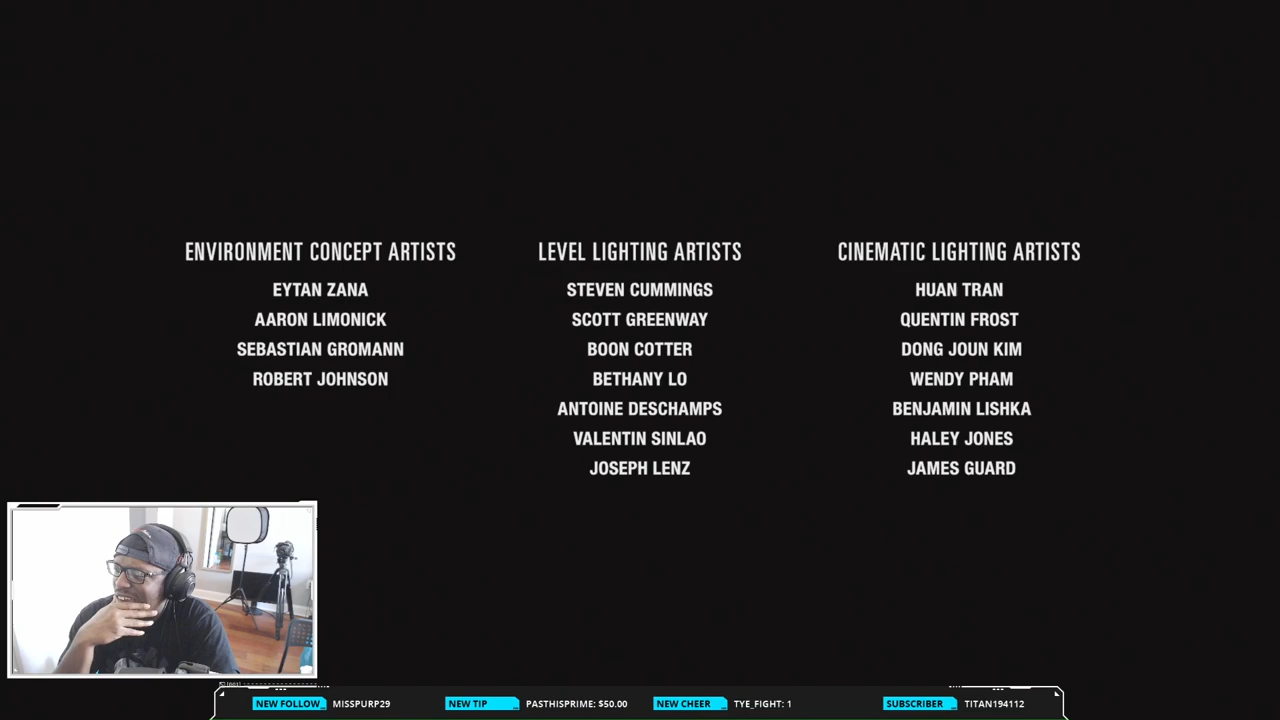 ENVIRONMENT CONCEPT ARTISTS
EYTAN ZANA
AARON LIMONICK
SEBASTIAN GROMANN
ROBERT JOHNSON
LEVEL LIGHTING ARTISTS
STEVEN CUMMINGS
SCOTT GREENWAY
BOON COTTER
BETHANY LO
ANTOINE DESCHAMPS
VALENTIN SINLAO
JOSEPH LENZ
CINEMATIC LIGHTING ARTISTS
HUAN TRAN
QUENTIN FROST
DONG JOUN KIM
WENDY PHAM
BENJAMIN LISHKA
HALEY JONES
JAMES GUARD
NEW FOLLOW MISSPURP29
NEW TIP PASTHISPRIME: $50.00
NEW CHEER TYE_FIGHT: 1
SUBSCRIBER TITAN194112